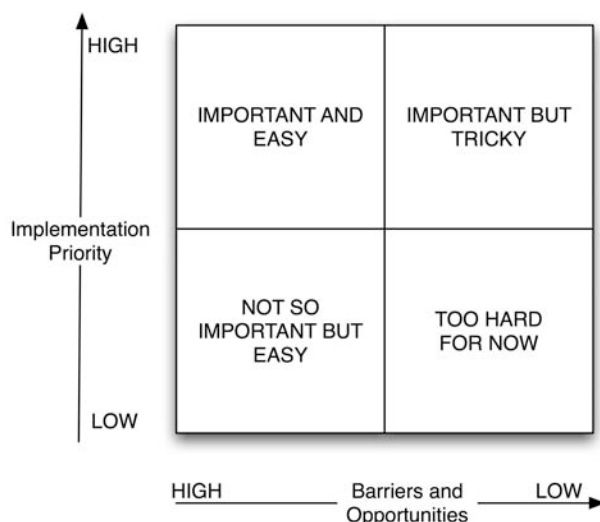 HIGH
IMPORTANT AND
EASY
IMPORTANT BUT
TRICKY
Implementation
Priority
NOT SO
IMPORTANT BUT
EASY
TOO HARD
FOR NOW
LOW
HIGH
Barriers and
Opportunities
LOW